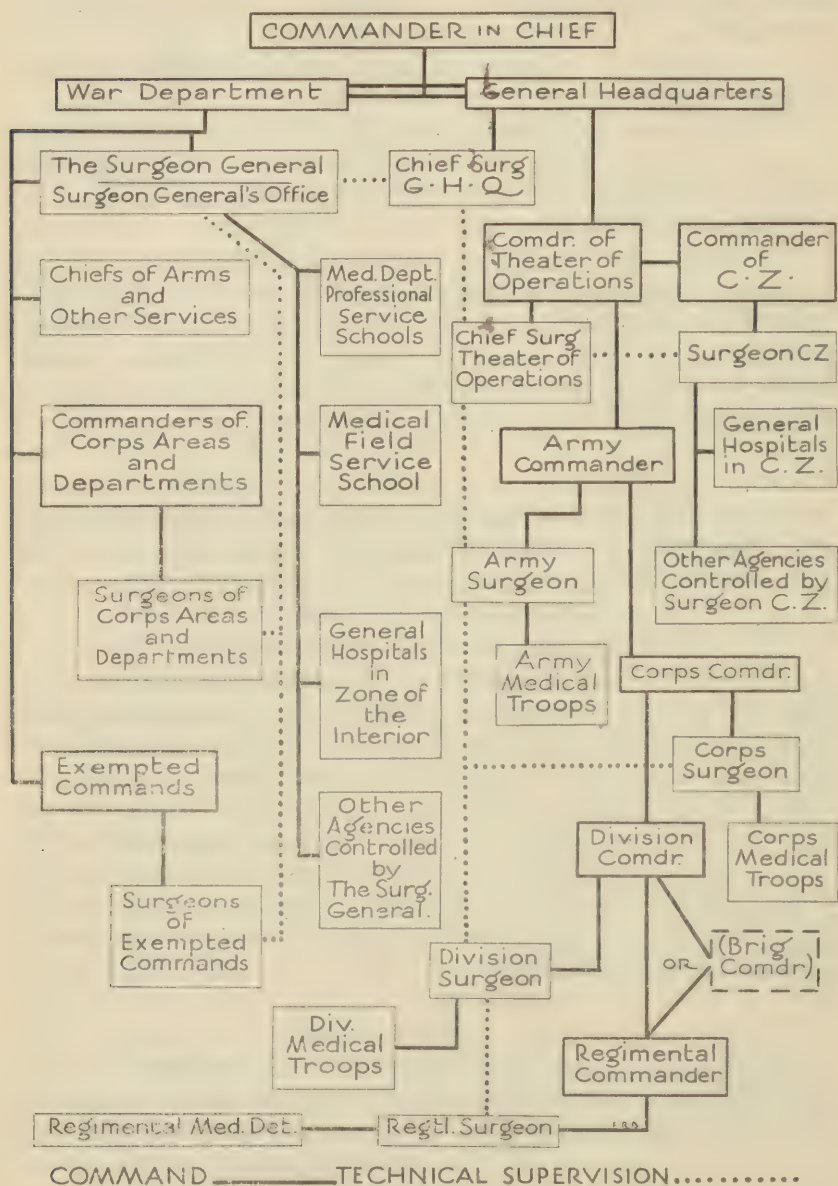 COMMANDER IN CHIEF
War Department
General Headquarters
The Surgeon General
Surgeon General's Office
Chief Surg
G·H·Q
Chiefs of Arms
and
Other Services
Med. Dept.
Professional
Service
Schools
Comdr. of
Theater of
Operations
Commander
of
C·Z·
Chief Surg
Theater of
Operations
Surgeon CZ
Commanders of
Corps Areas
and
Departments
Medical
Field
Service
School
Army
Commander
General
Hospitals
in C. Z.
Surgeons of
Corps Areas
and
Departments
General
Hospitals
in
Zone of
the
Interior
Army
Surgeon
Other Agencies
Controlled by
Surgeon C. Z.
Army
Medical
Troops
Corps Comdr.
Corps
Surgeon
Exempted
Commands
Other
Agencies
Controlled
by
The Surg.
General.
Division
Comdr.
Corps
Medical
Troops
Surgeons
of
Exempted
Commands
Division
Surgeon
OR
(Brig
Comdr)
Div.
Medical
Troops
Regimental
Commander
Regimental Med. Det.
Regtl. Surgeon
F.R.D.
COMMAND TECHNICAL SUPERVISION